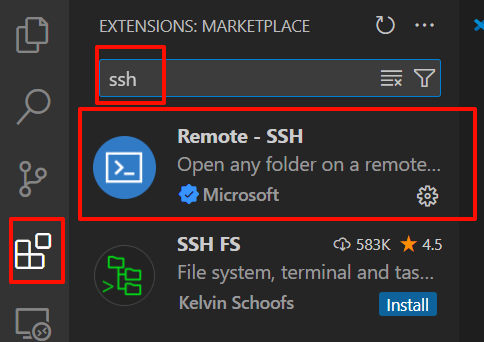 EXTENSIONS: MARKETPLACE
ssh
Remote - SSH
Open any folder on a remote...
Microsoft
SSH FS 583K 4.5
File system, terminal and tas...
Kelvin Schoofs Install